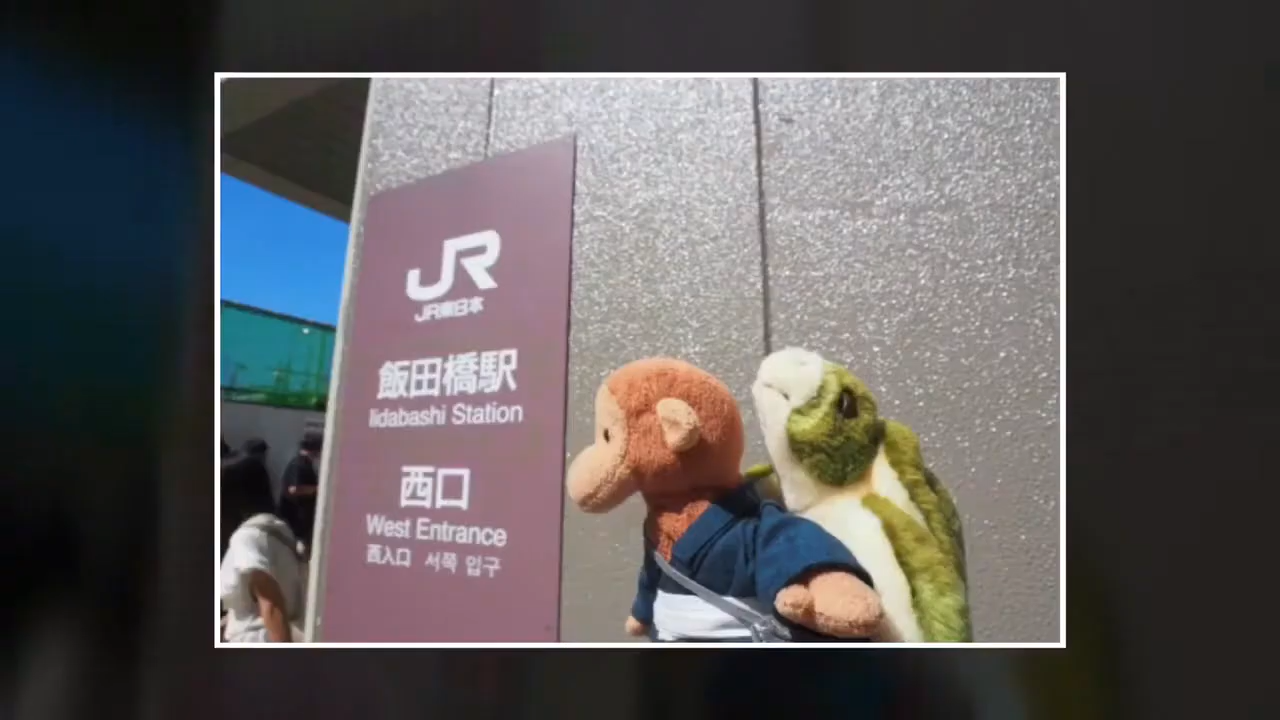 JR
JR東日本
飯田橋駅
Iidabashi Station
西口
West Entrance
西入口 서쪽 입구